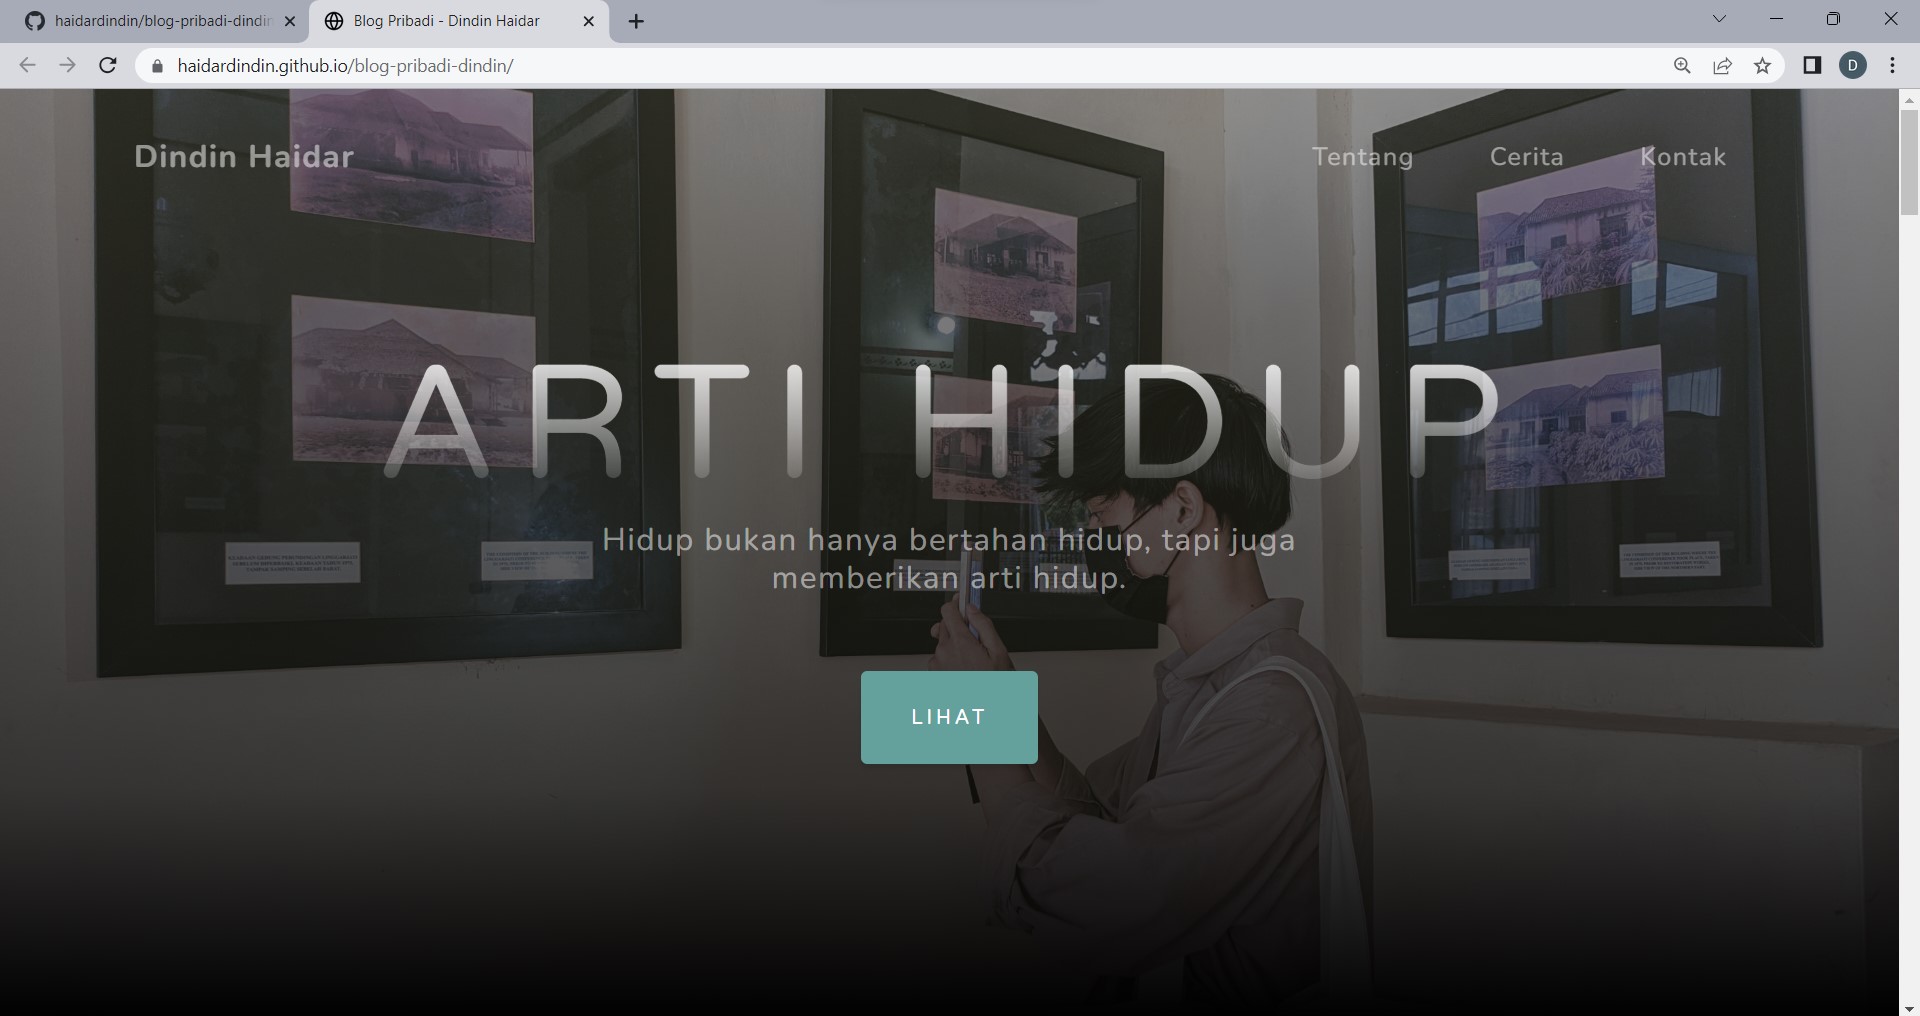 haidardindin/blog-pribadi-dindin
Blog Pribadi - Dindin Haidar
haidardindin.github.io/blog-pribadi-dindin/
D
Dindin Haidar
Tentang
Cerita
Kontak
ARTI HIDUP
Hidup bukan hanya bertahan hidup, tapi juga
memberikan arti hidup.
LIHAT